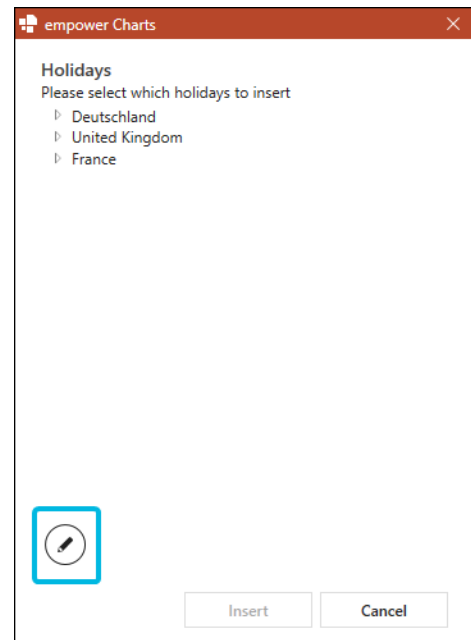 empower Charts
Holidays
Please select which holidays to insert
Deutschland
United Kingdom
France
Insert
Cancel